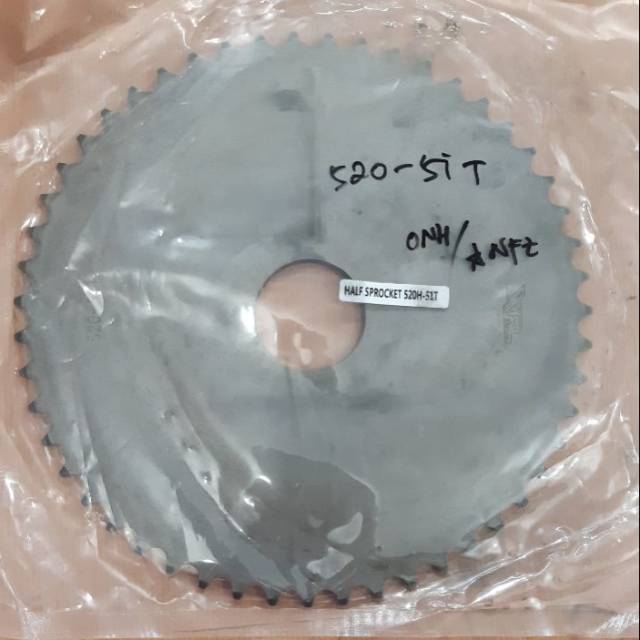 520-51T
ONH/ANFZ
HALF SPROCKET 520H-51T